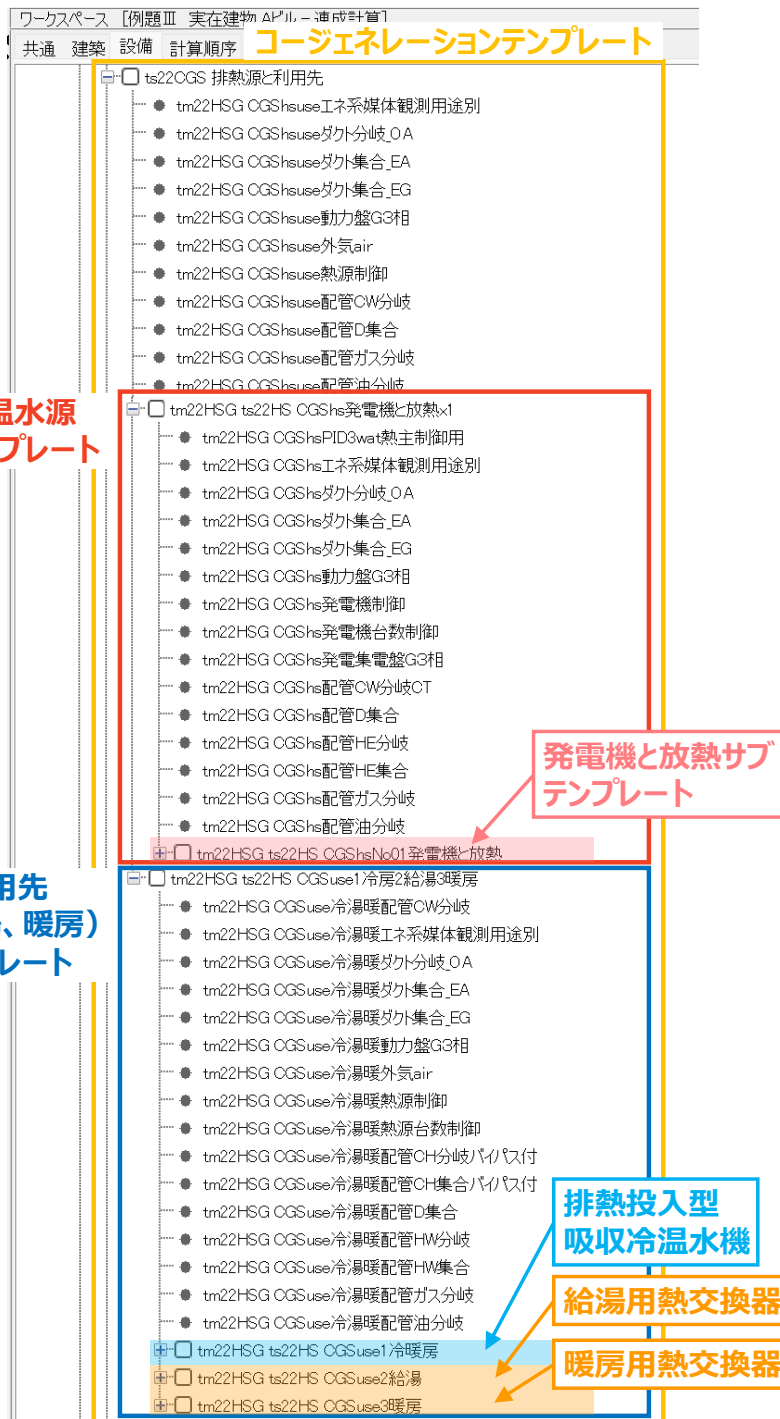 ワークスペース [例題Ⅲ 実在建物 Aビル - 連成計算]
共通 建築 設備 計算順序
コージェネレーションテンプレート
ts22CGS 排熱源と利用先
tm22HSG CGShsuseエネ系媒体観測用途別
tm22HSG CGShsuseダクト分岐_OA
tm22HSG CGShsuseダクト集合_EA
tm22HSG CGShsuseダクト集合_EG
tm22HSG CGShsuse動力盤G3相
tm22HSG CGShsuse外気air
tm22HSG CGShsuse熱源制御
tm22HSG CGShsuse配管CW分岐
tm22HSG CGShsuse配管D集合
tm22HSG CGShsuse配管ガス分岐
tm22HSG CGShsuse配管油分岐
温水源
プレート
tm22HSG ts22HS CGShs発電機と放熱×1
tm22HSG CGShsPID3wat熱主制御用
tm22HSG CGShsエネ系媒体観測用途別
tm22HSG CGShsダクト分岐_OA
tm22HSG CGShsダクト集合_EA
tm22HSG CGShsダクト集合_EG
tm22HSG CGShs動力盤G3相
tm22HSG CGShs発電機制御
tm22HSG CGShs発電機台数制御
tm22HSG CGShs発電集電盤G3相
tm22HSG CGShs配管CW分岐CT
tm22HSG CGShs配管D集合
tm22HSG CGShs配管HE分岐
tm22HSG CGShs配管HE集合
tm22HSG CGShs配管ガス分岐
tm22HSG CGShs配管油分岐
tm22HSG ts22HS CGShsNo01発電機と放熱
発電機と放熱サブ
テンプレート
用先
、暖房）
レート
tm22HSG ts22HS CGSuse1冷房2給湯3暖房
tm22HSG CGSuse冷湯暖配管CW分岐
tm22HSG CGSuse冷湯暖エネ系媒体観測用途別
tm22HSG CGSuse冷湯暖ダクト分岐_OA
tm22HSG CGSuse冷湯暖ダクト集合_EA
tm22HSG CGSuse冷湯暖ダクト集合_EG
tm22HSG CGSuse冷湯暖動力盤G3相
tm22HSG CGSuse冷湯暖外気air
tm22HSG CGSuse冷湯暖熱源制御
tm22HSG CGSuse冷湯暖熱源台数制御
tm22HSG CGSuse冷湯暖配管CH分岐バイパス付
tm22HSG CGSuse冷湯暖配管CH集合バイパス付
tm22HSG CGSuse冷湯暖配管D集合
tm22HSG CGSuse冷湯暖配管HW分岐
tm22HSG CGSuse冷湯暖配管HW集合
tm22HSG CGSuse冷湯暖配管ガス分岐
tm22HSG CGSuse冷湯暖配管油分岐
tm22HSG ts22HS CGSuse1冷暖房
tm22HSG ts22HS CGSuse2給湯
tm22HSG ts22HS CGSuse3暖房
排熱投入型
吸収冷温水機
給湯用熱交換器
暖房用熱交換器